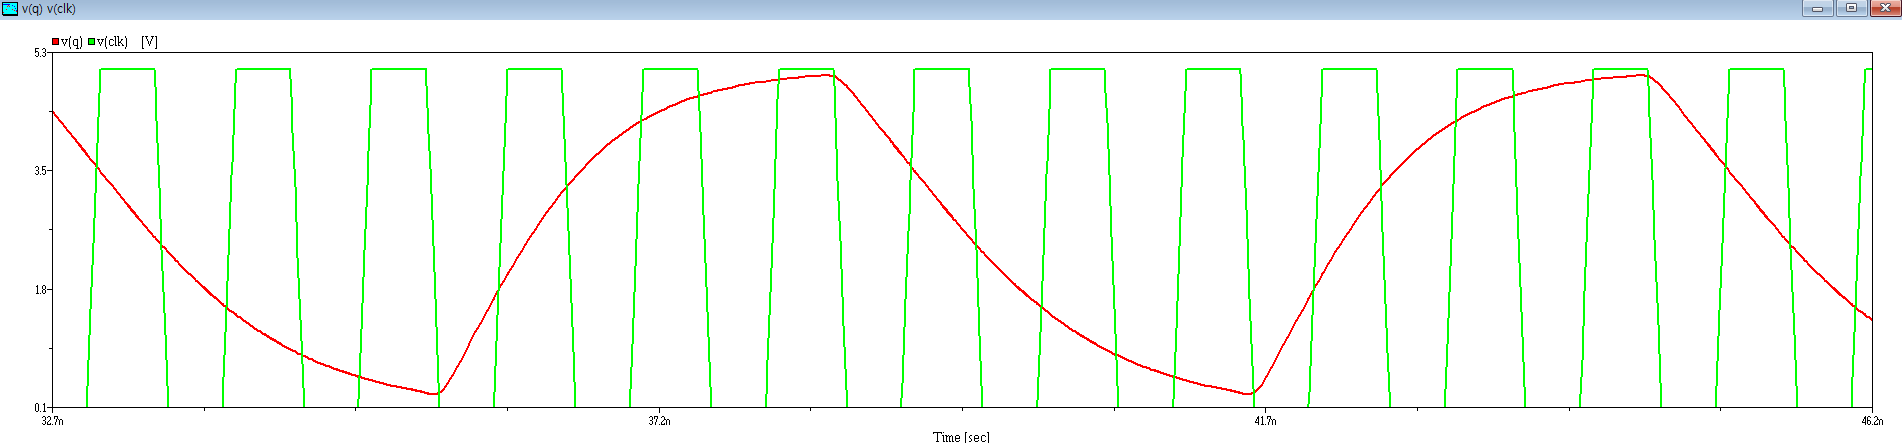 v(q) v(clk)
v(q) v(clk) [V]
5.3
3.5
1.8
0.1
32.7n 37.2n 41.7n 46.2n
Time [sec]